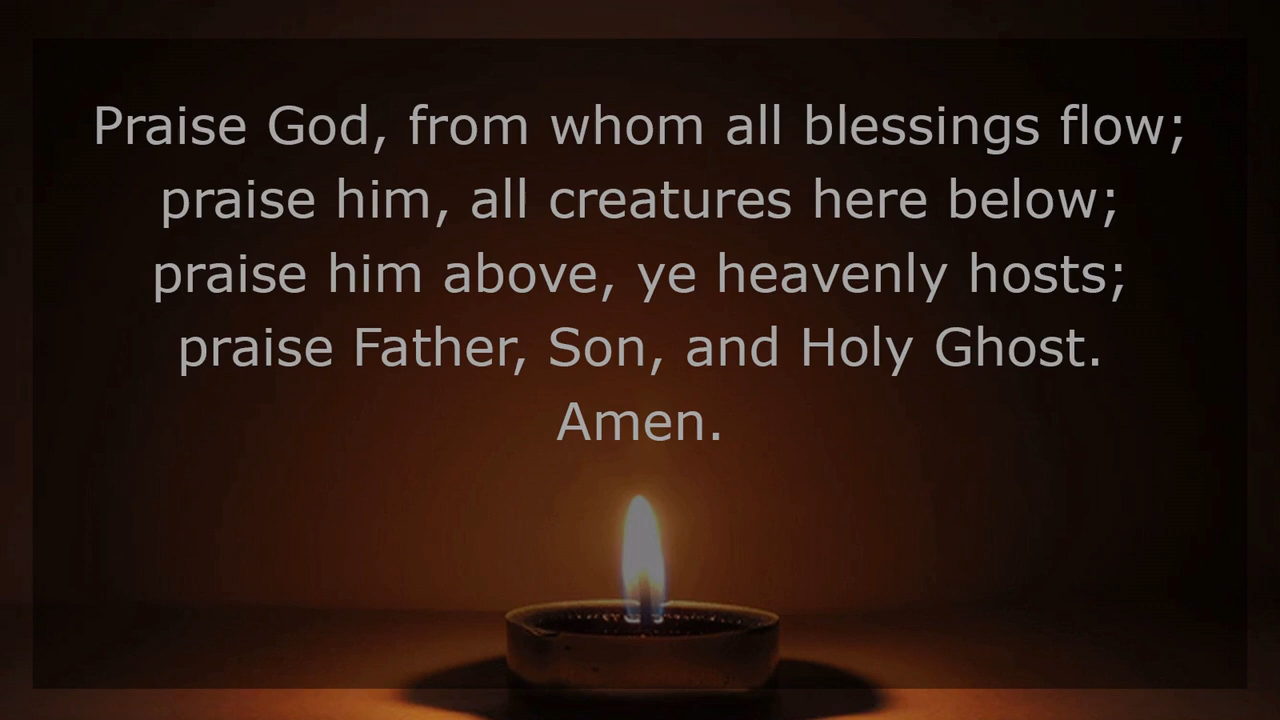 Praise God, from whom all blessings flow;
praise him, all creatures here below;
praise him above, ye heavenly hosts;
praise Father, Son, and Holy Ghost.
Amen.